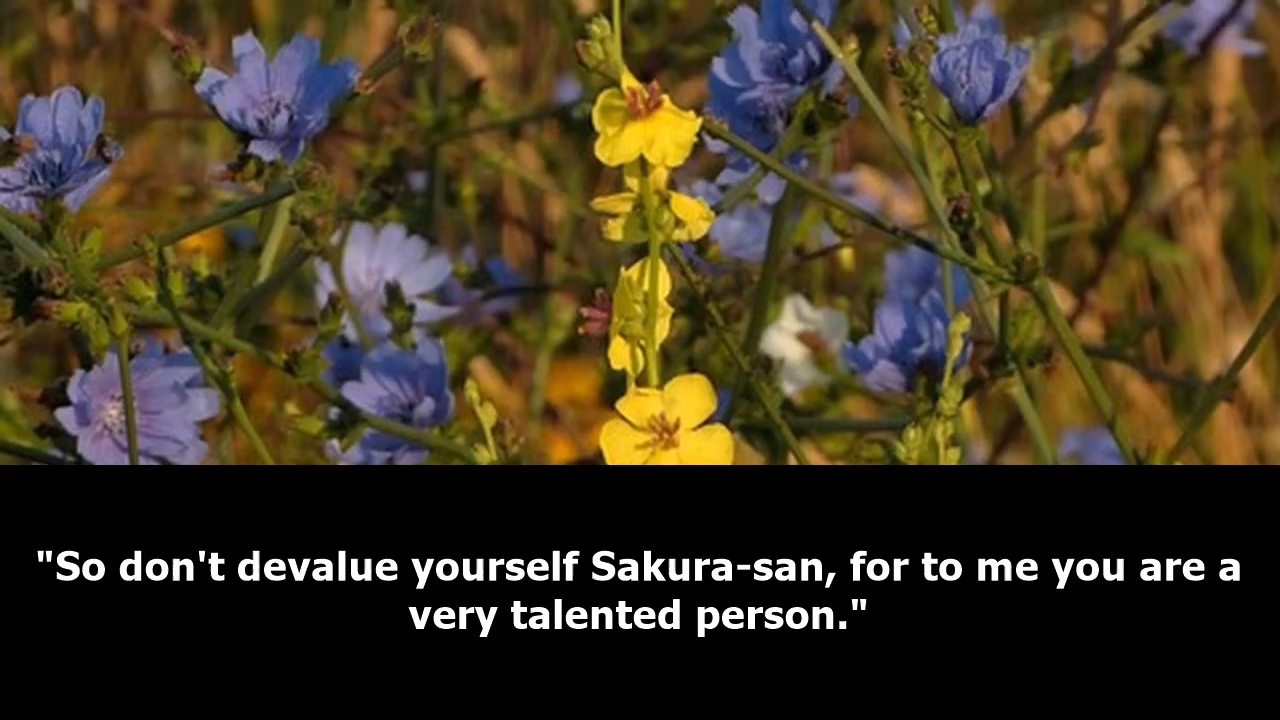 "So don't devalue yourself Sakura-san, for to me you are a
very talented person."